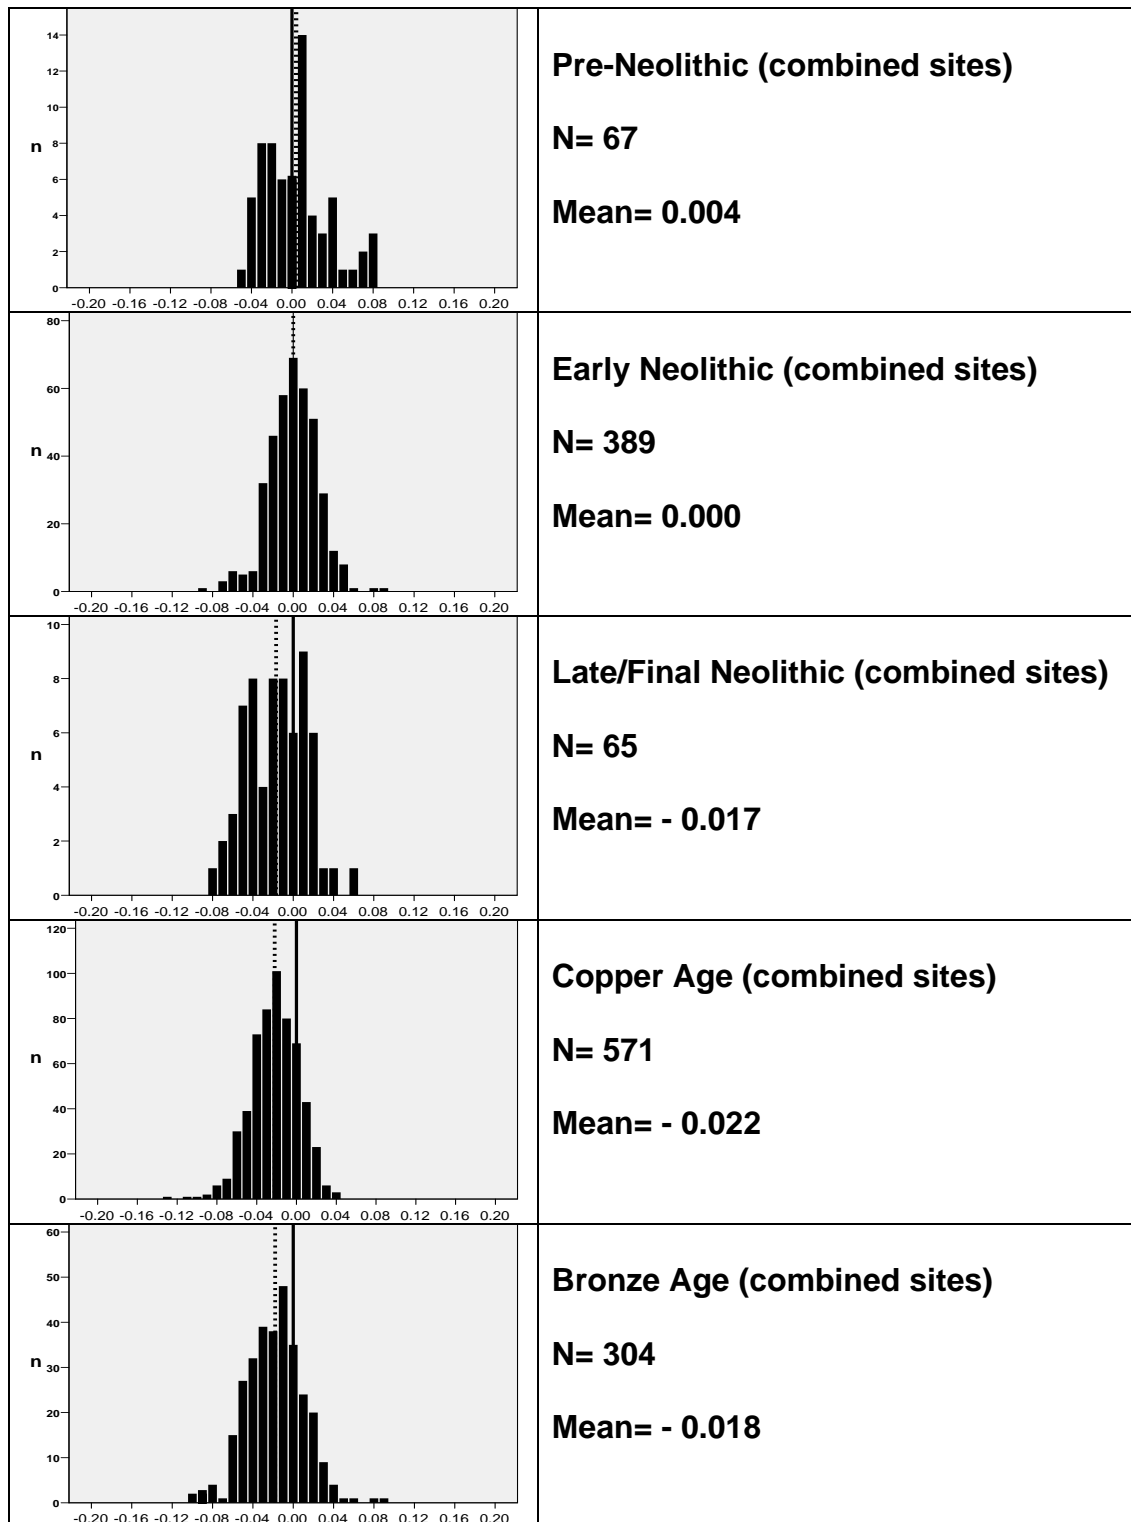 14
12
10
n 8
6
4
2
0
-0.20 -0.16 -0.12 -0.08 -0.04 0.00 0.04 0.08 0.12 0.16 0.20
Pre-Neolithic (combined sites)
N= 67
Mean= 0.004
80
60
n 40
20
0
-0.20 -0.16 -0.12 -0.08 -0.04 0.00 0.04 0.08 0.12 0.16 0.20
Early Neolithic (combined sites)
N= 389
Mean= 0.000
10
8
6
n
4
2
0
-0.20 -0.16 -0.12 -0.08 -0.04 0.00 0.04 0.08 0.12 0.16 0.20
Late/Final Neolithic (combined sites)
N= 65
Mean= - 0.017
120
100
80
n 60
40
20
0
-0.20 -0.16 -0.12 -0.08 -0.04 0.00 0.04 0.08 0.12 0.16 0.20
Copper Age (combined sites)
N= 571
Mean= - 0.022
60
50
40
n 30
20
10
0
-0.20 -0.16 -0.12 -0.08 -0.04 0.00 0.04 0.08 0.12 0.16 0.20
Bronze Age (combined sites)
N= 304
Mean= - 0.018